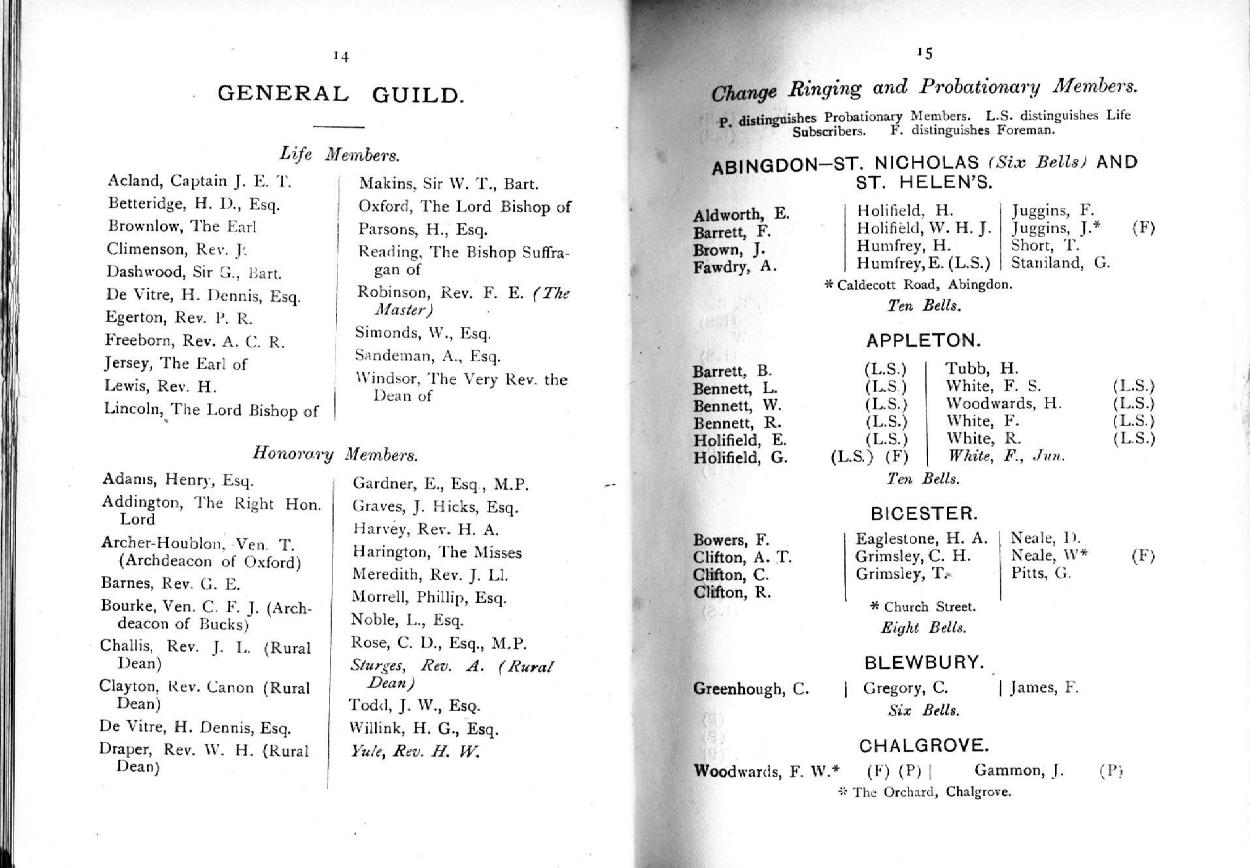 14
GENERAL GUILD.
Life Members.
Acland, Captain J. E. T.
Betteridge, H. D., Esq.
Brownlow, The Earl
Climenson, Rev. J.
Dashwood, Sir G., Bart.
De Vitre, H. Dennis, Esq.
Egerton, Rev. P. R.
Freeborn, Rev. A. C. R.
Jersey, The Earl of
Lewis, Rev. H.
Lincoln, The Lord Bishop of
Makins, Sir W. T., Bart.
Oxford, The Lord Bishop of
Parsons, H., Esq.
Reading, The Bishop Suffra-
gan of
Robinson, Rev. F. E. (The
Master)
Simonds, W., Esq.
Sandeman, A., Esq.
Windsor, The Very Rev. the
Dean of
Honorary Members.
Adams, Henry, Esq.
Addington, The Right Hon.
Lord
Archer-Houblon, Ven. T.
(Archdeacon of Oxford)
Barnes, Rev. G. E.
Bourke, Ven. C. F. J. (Arch-
deacon of Bucks)
Challis, Rev. J. L. (Rural
Dean)
Clayton, Rev. Canon (Rural
Dean)
De Vitre, H. Dennis, Esq.
Draper, Rev. W. H. (Rural
Dean)
Gardner, E., Esq., M.P.
Graves, J. Hicks, Esq.
Harvey, Rev. H. A.
Harington, The Misses
Meredith, Rev. J. Ll.
Morrell, Phillip, Esq.
Noble, L., Esq.
Rose, C. D., Esq., M.P.
Sturges, Rev. A. (Rural
Dean)
Todd, J. W., Esq.
Willink, H. G., Esq.
Yule, Rev. H. W.
15
Change Ringing and Probationary Members.
P. distinguishes Probationary Members. L.S. distinguishes Life
Subscribers. F. distinguishes Foreman.
ABINGDON—ST. NICHOLAS (Six Bells) AND
ST. HELEN'S.
Aldworth, E. | Holifield, H. | Juggins, F.
Barrett, F. | Holifield, W. H. J. | Juggins, J.* (F)
Brown, J. | Humfrey, H. | Short, T.
Fawdry, A. | Humfrey, E. (L.S.) | Staniland, G.
* Caldecott Road, Abingdon.
Ten Bells.
APPLETON.
Barrett, B. (L.S.) | Tubb, H.
Bennett, L. (L.S.) | White, F. S. (L.S.)
Bennett, W. (L.S.) | Woodwards, H. (L.S.)
Bennett, R. (L.S.) | White, F. (L.S.)
Holifield, E. (L.S.) | White, R. (L.S.)
Holifield, G. (L.S.) (F) | White, F., Jun.
Ten Bells.
BICESTER.
Bowers, F. | Eaglestone, H. A. | Neale, D.
Clifton, A. T. | Grimsley, C. H. | Neale, W* (F)
Clifton, C. | Grimsley, T. | Pitts, G.
Clifton, R.
* Church Street.
Eight Bells.
BLEWBURY.
Greenhough, C. | Gregory, C. | James, F.
Six Bells.
CHALGROVE.
Woodwards, F. W.* (F) (P) | Gammon, J. (P)
* The Orchard, Chalgrove.